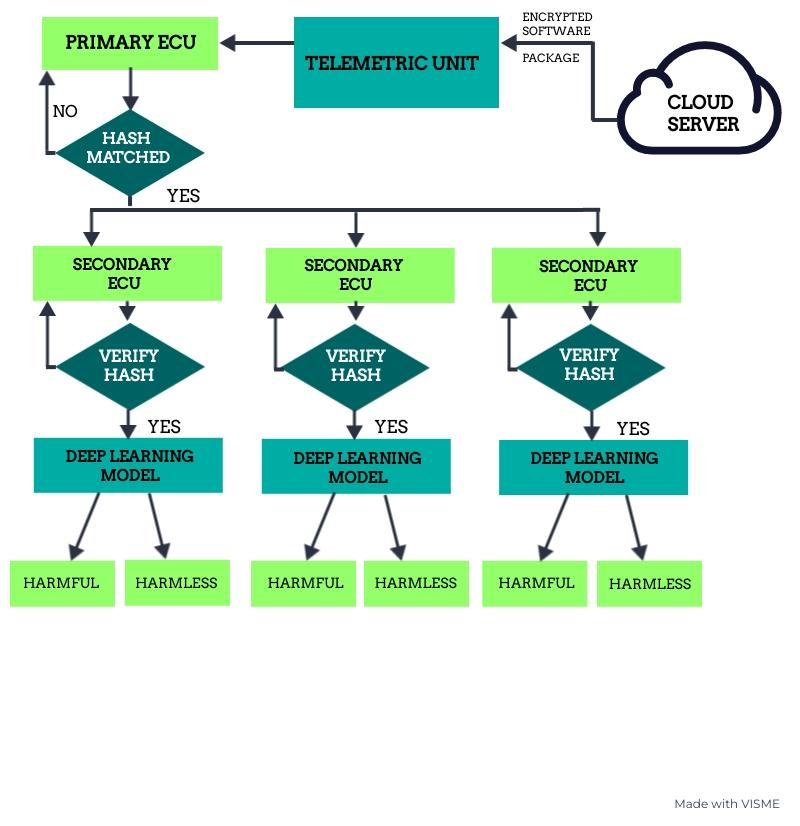 PRIMARY ECU
TELEMETRIC UNIT
ENCRYPTED
SOFTWARE
PACKAGE
CLOUD
SERVER
NO
HASH
MATCHED
YES
SECONDARY
ECU
SECONDARY
ECU
SECONDARY
ECU
VERIFY
HASH
VERIFY
HASH
VERIFY
HASH
YES
YES
YES
DEEP LEARNING
MODEL
DEEP LEARNING
MODEL
DEEP LEARNING
MODEL
HARMFUL
HARMLESS
HARMFUL
HARMLESS
HARMFUL
HARMLESS
Made with VISME